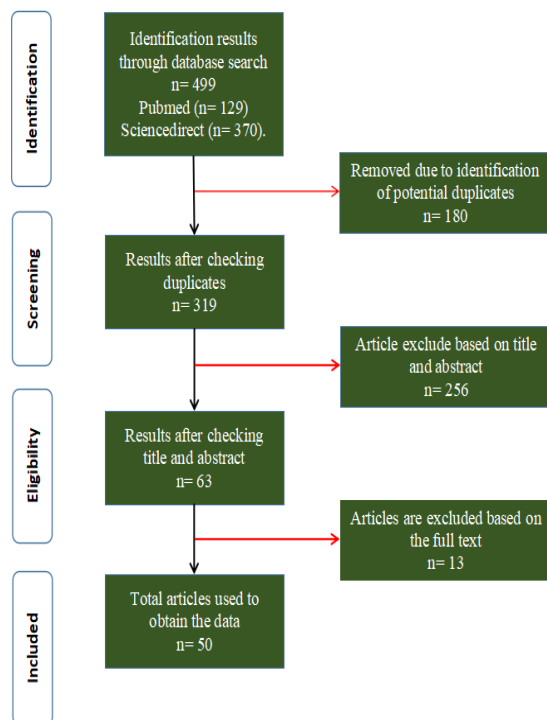 Identification
Identification results
through database search
n= 499
Pubmed (n= 129)
Sciencedirect (n= 370).
Removed due to identification
of potential duplicates
n= 180
Screening
Results after checking
duplicates
n= 319
Article exclude based on title
and abstract
n= 256
Eligibility
Results after checking
title and abstract
n= 63
Articles are excluded based on
the full text
n= 13
Included
Total articles used to
obtain the data
n= 50